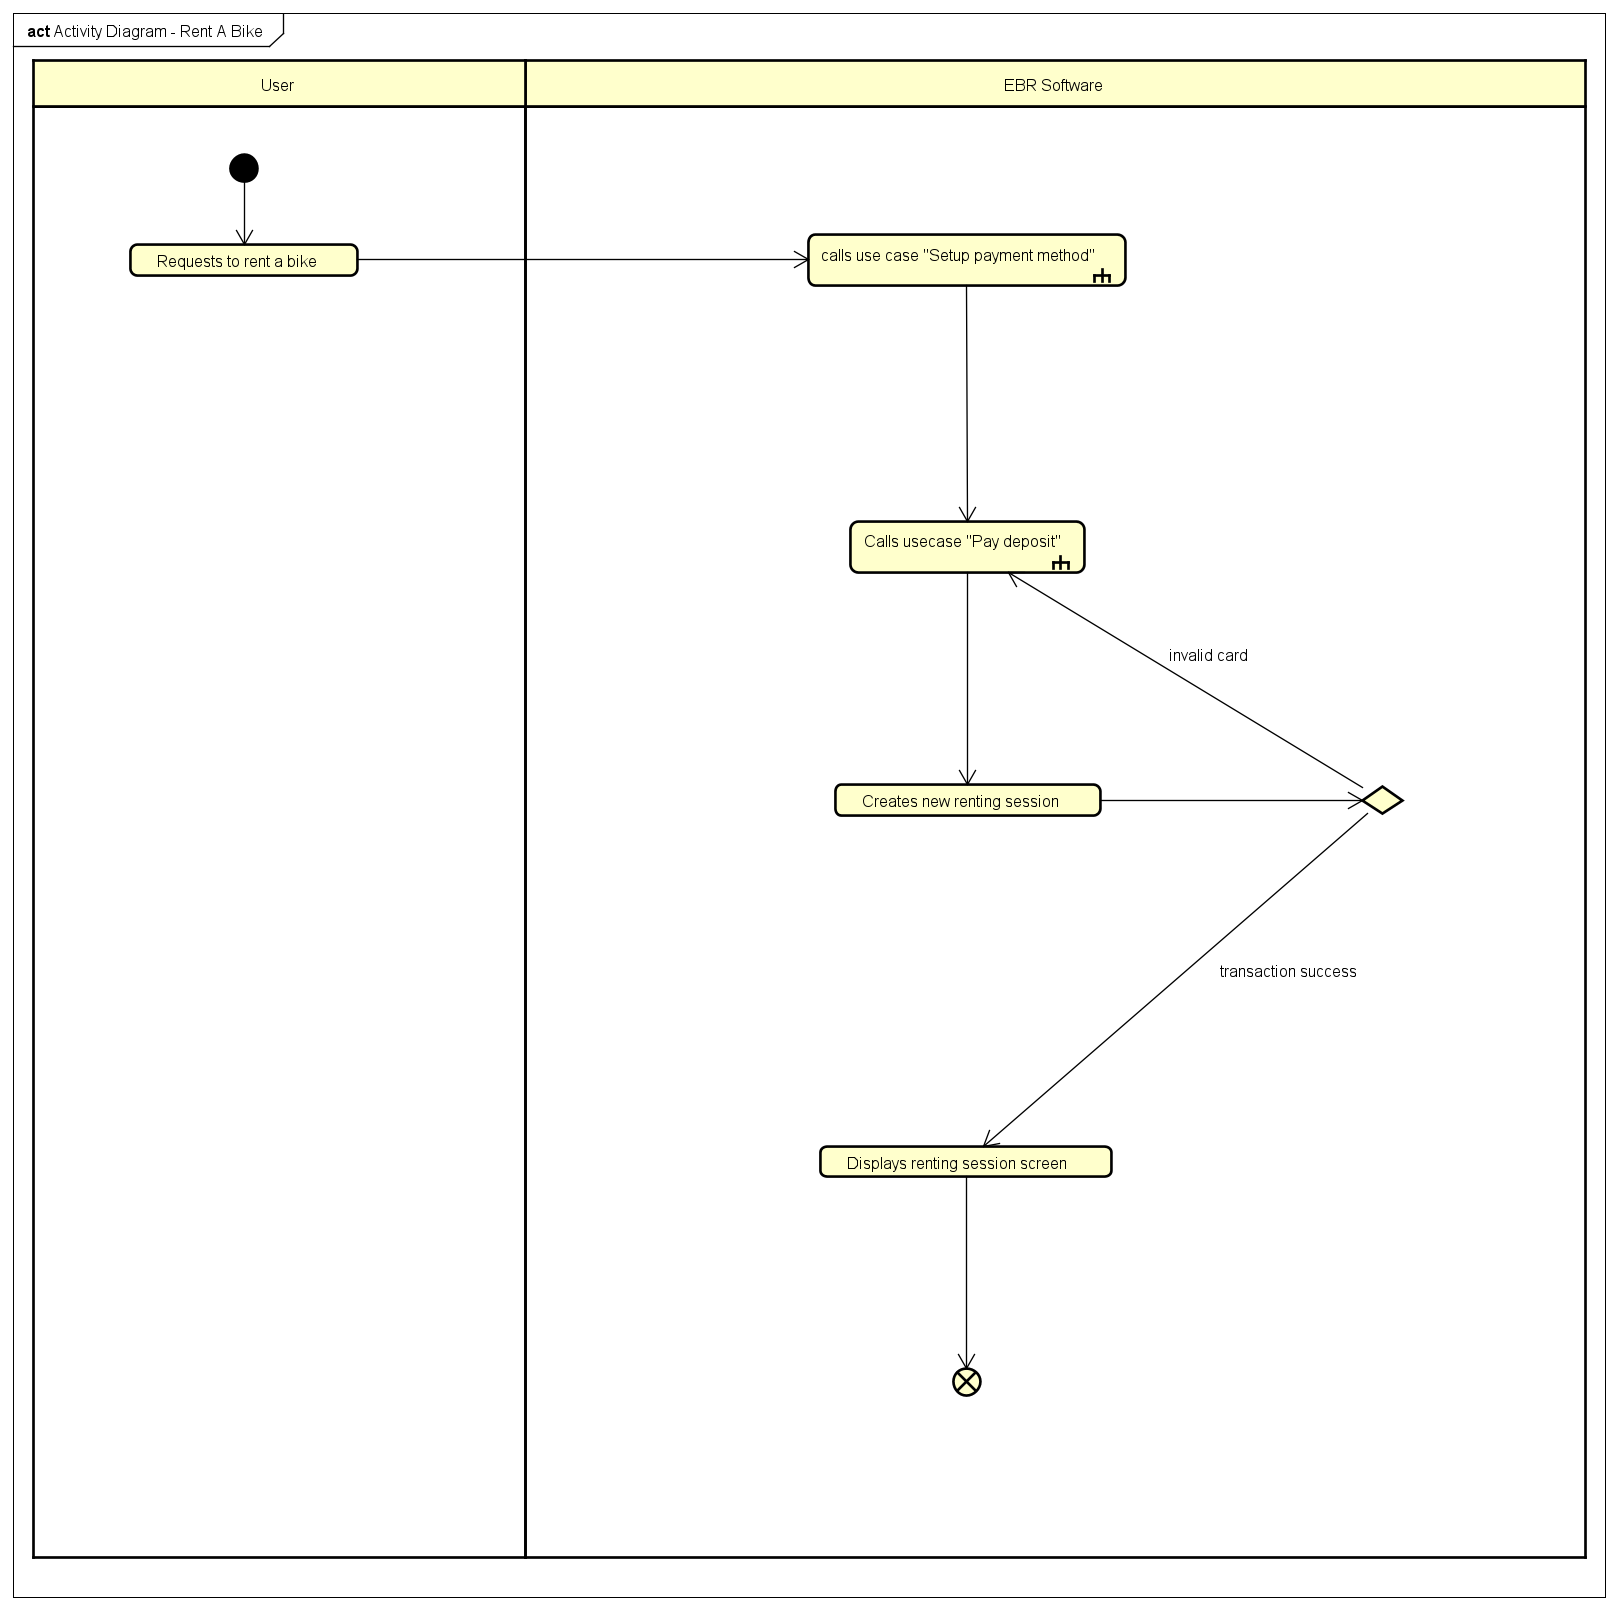 act Activity Diagram - Rent A Bike
User
EBR Software
Requests to rent a bike
calls use case "Setup payment method"
Calls usecase "Pay deposit"
invalid card
Creates new renting session
transaction success
Displays renting session screen